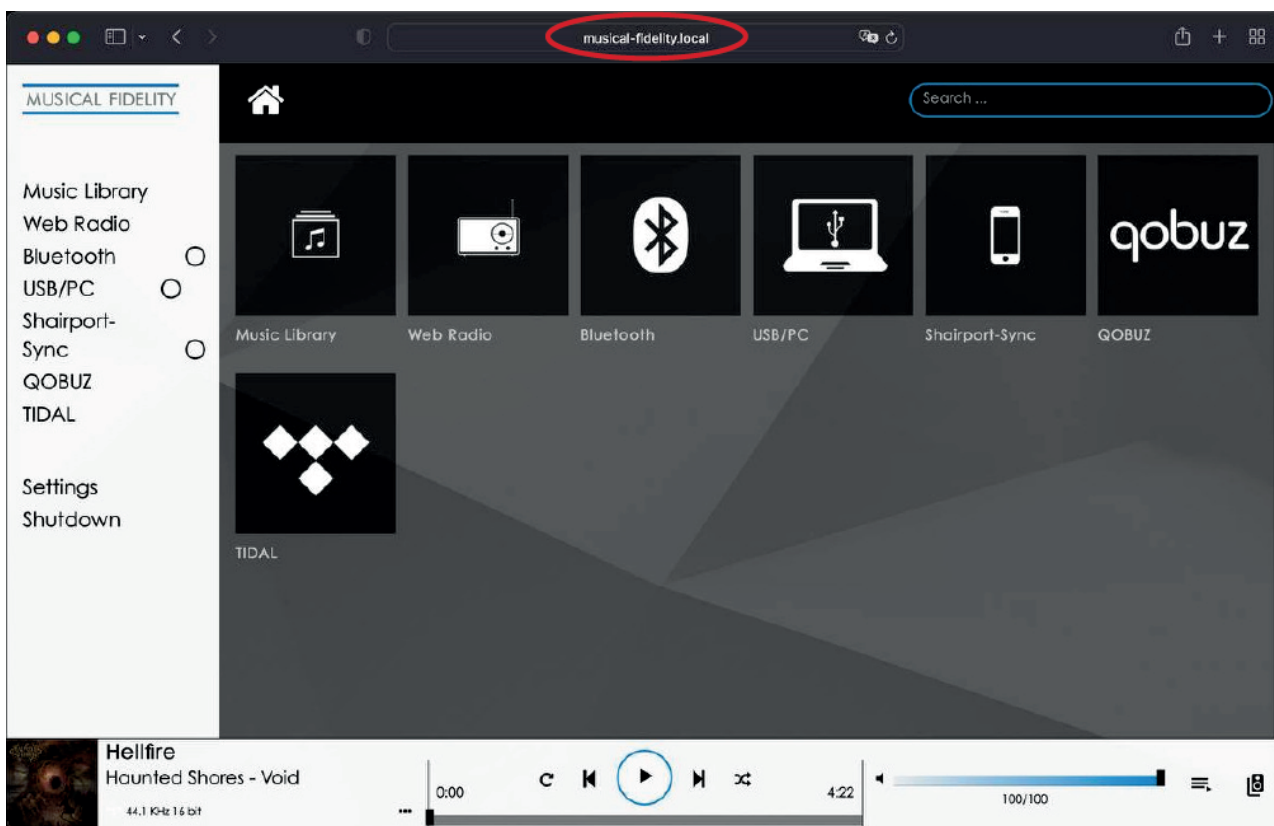 musical-fidelity.local
MUSICAL FIDELITY
Search ...
Music Library
Web Radio
Bluetooth
USB/PC
Shairport-
Sync
QOBUZ
TIDAL
Settings
Shutdown
qobuz
Music Library
Web Radio
Bluetooth
USB/PC
Shairport-Sync
QOBUZ
TIDAL
Hellfire
Haunted Shores - Void
44.1 KHz 16 bit
...
0:00
4:22
100/100